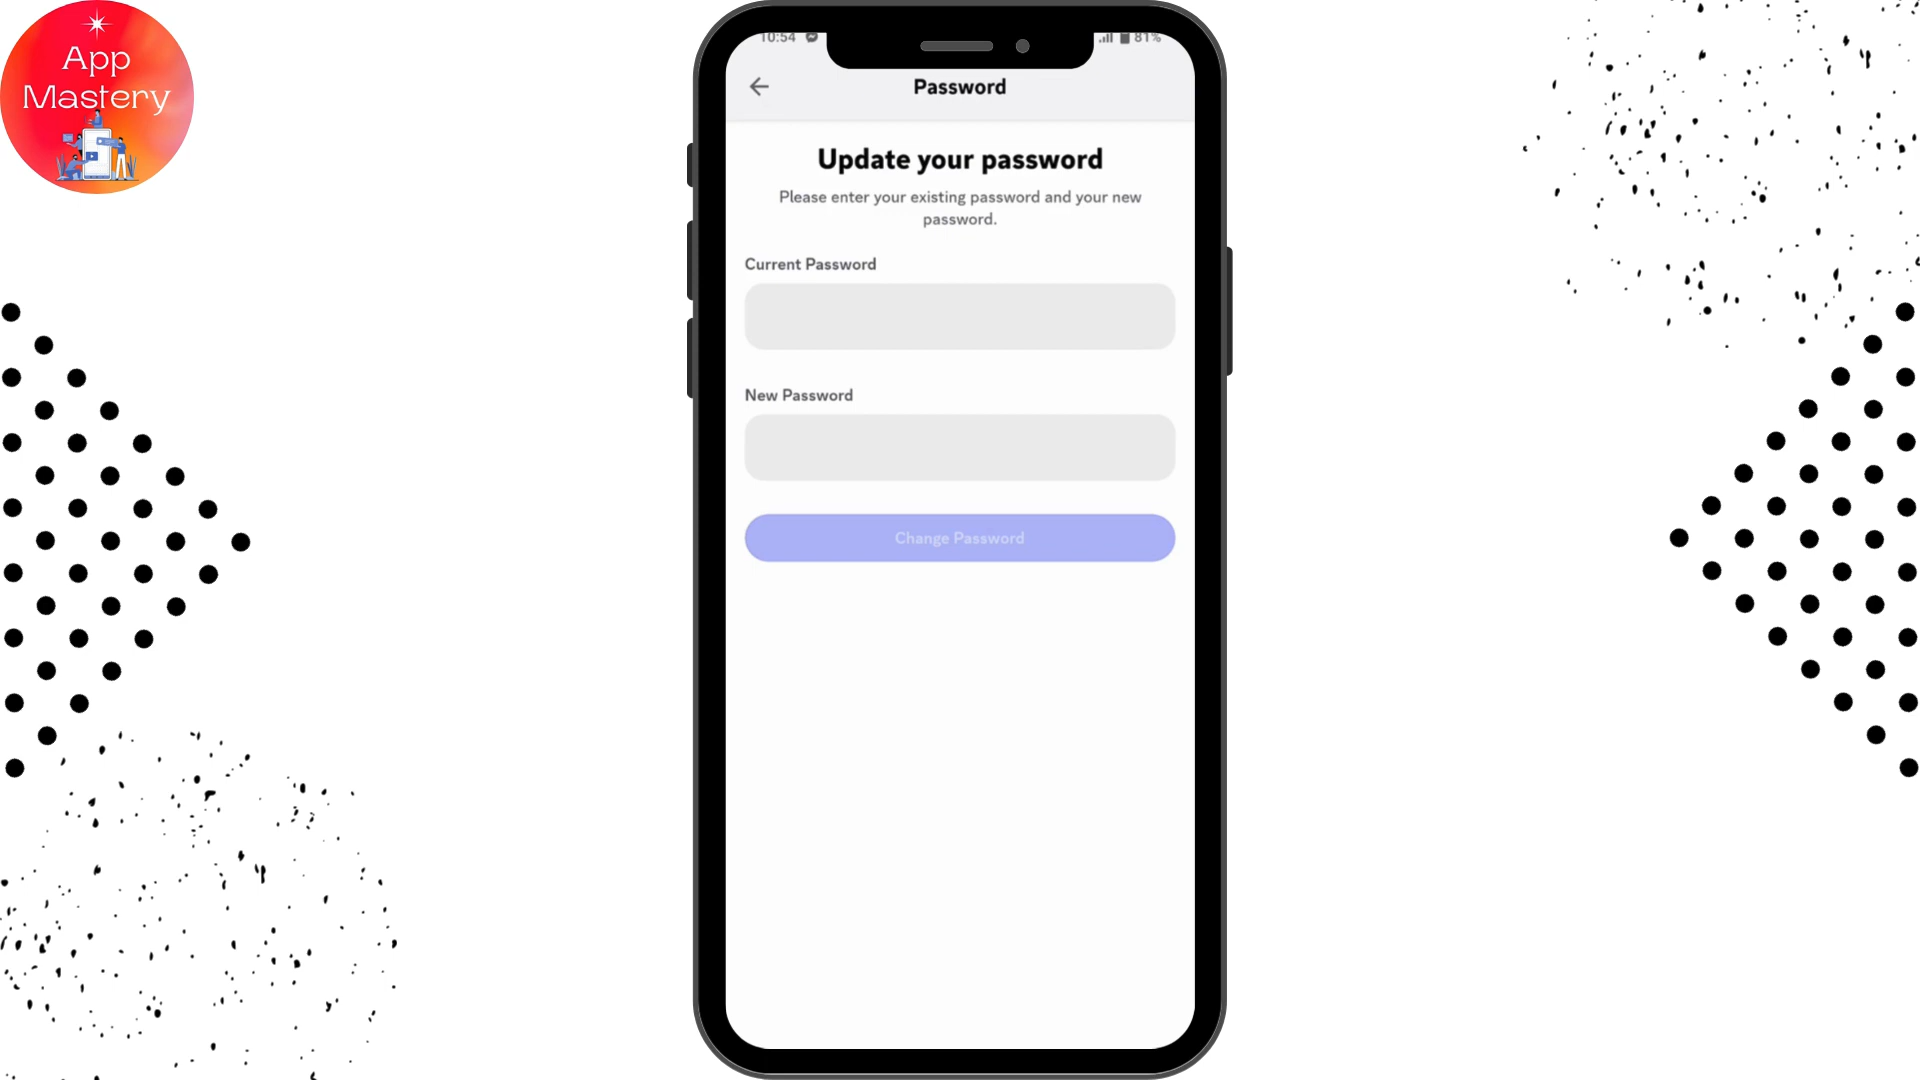 App
Mastery
10:54
81%
Password
Update your password
Please enter your existing password and your new
password.
Current Password
New Password
Change Password